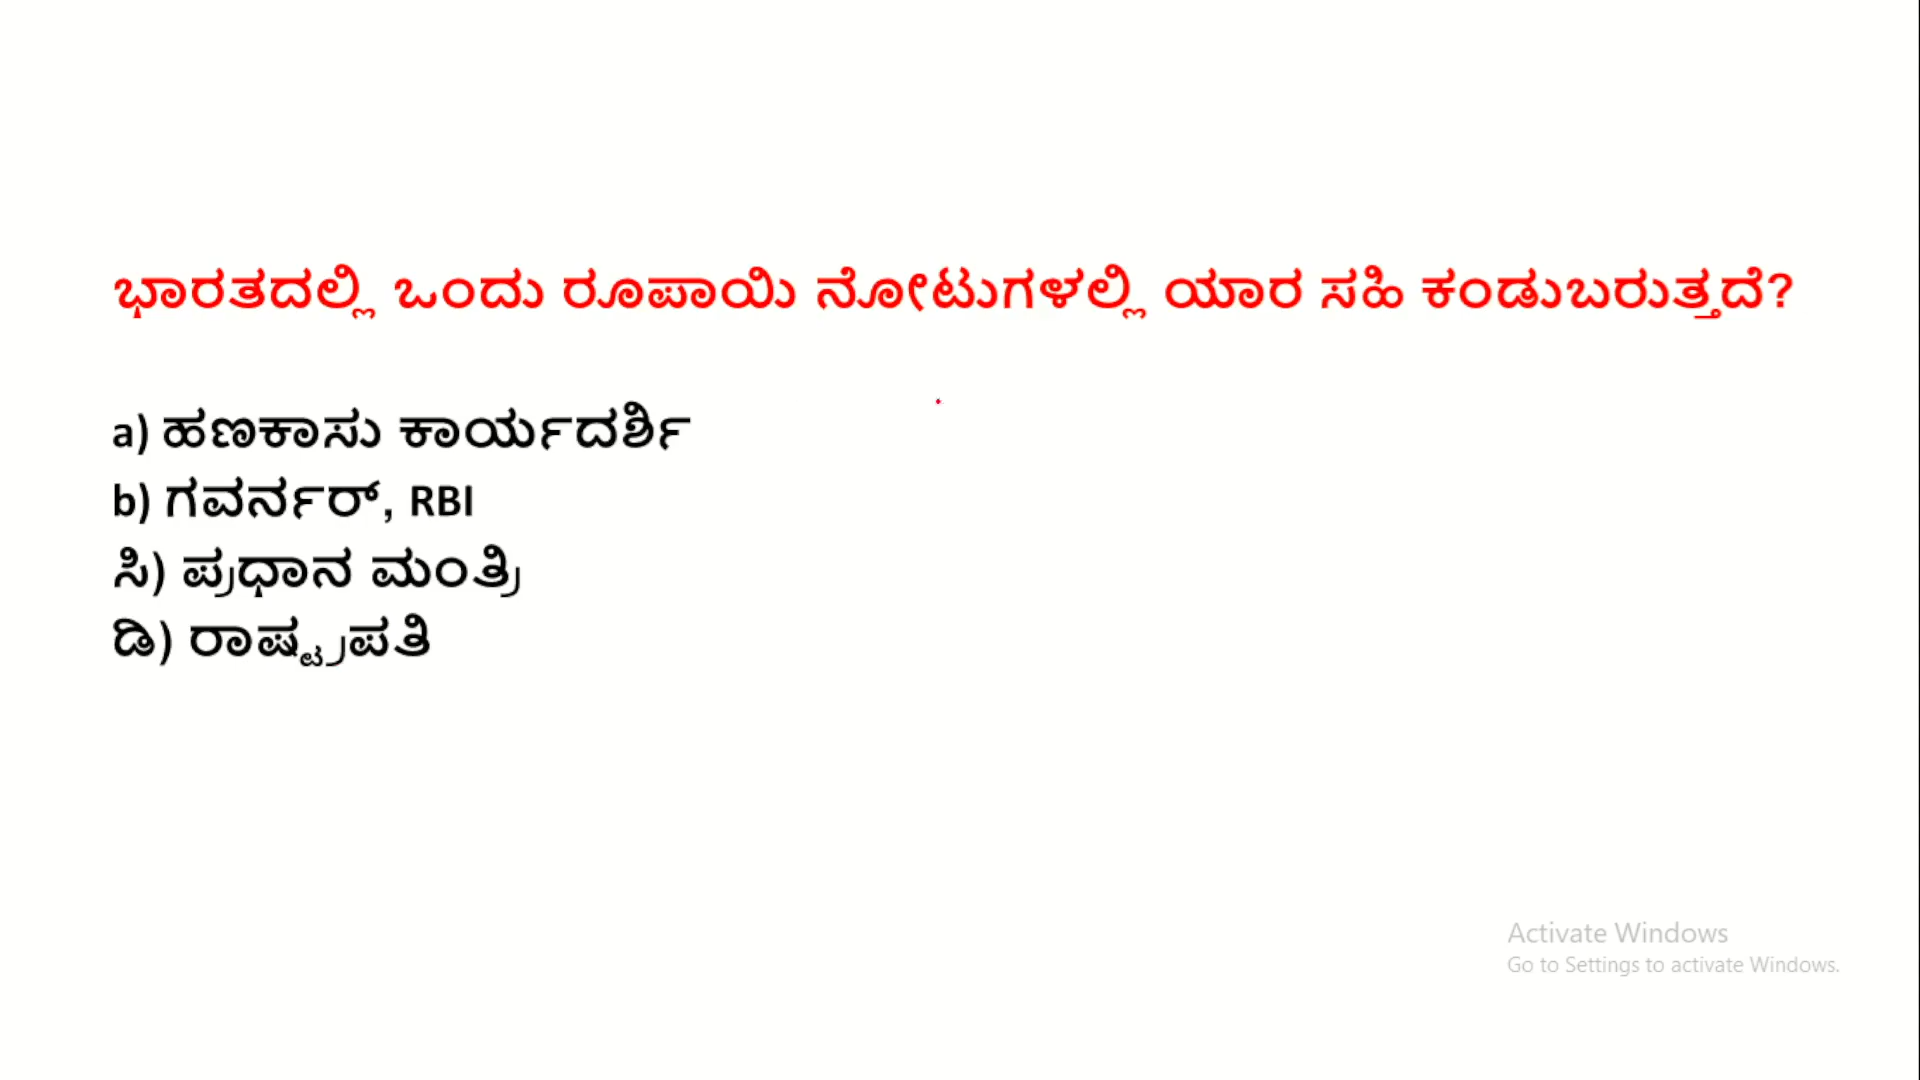 ಭಾರತದಲ್ಲಿ ಒಂದು ರೂಪಾಯಿ ನೋಟುಗಳಲ್ಲಿ ಯಾರ ಸಹಿ ಕಂಡುಬರುತ್ತದೆ?
a) ಹಣಕಾಸು ಕಾರ್ಯದರ್ಶಿ
b) ಗವರ್ನರ್, RBI
ಸಿ) ಪ್ರಧಾನ ಮಂತ್ರಿ
ಡಿ) ರಾಷ್ಟ್ರಪತಿ
Activate Windows
Go to Settings to activate Windows.